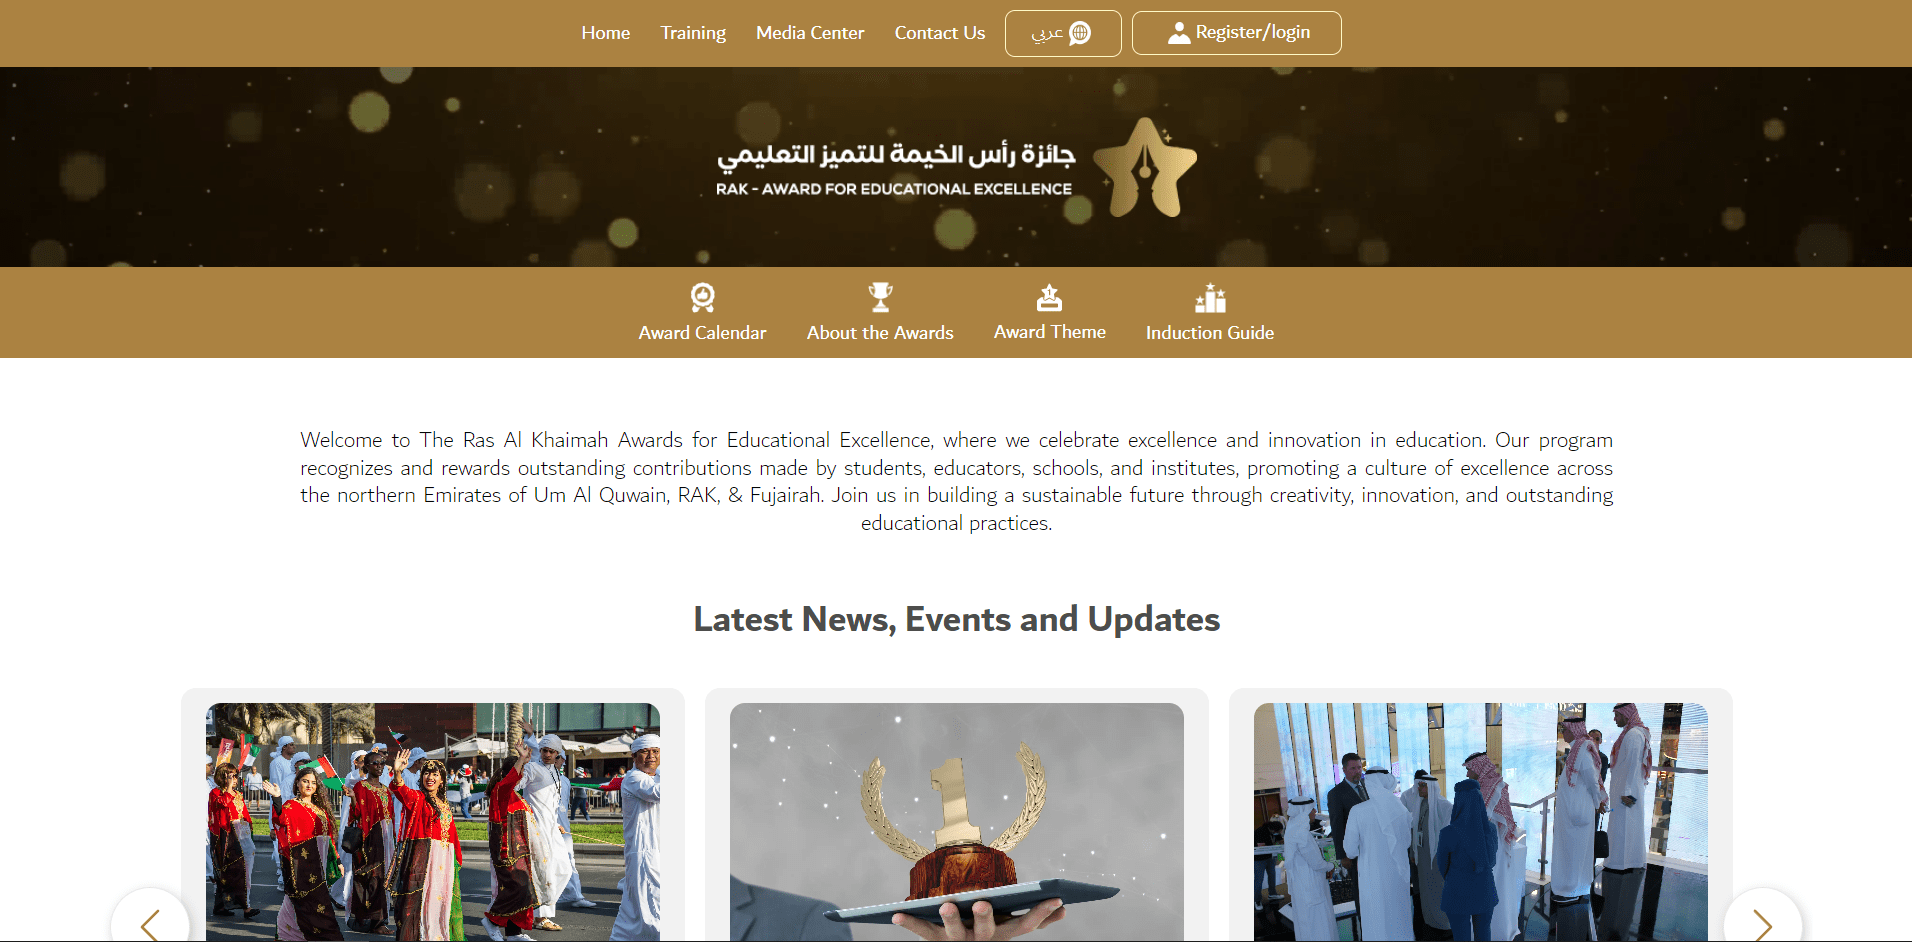 Home Training Media Center Contact Us عربي Register/login
جائزة رأس الخيمة للتميز التعليمي
RAK - AWARD FOR EDUCATIONAL EXCELLENCE
Award Calendar About the Awards Award Theme Induction Guide
Welcome to The Ras Al Khaimah Awards for Educational Excellence, where we celebrate excellence and innovation in education. Our program
recognizes and rewards outstanding contributions made by students, educators, schools, and institutes, promoting a culture of excellence across
the northern Emirates of Um Al Quwain, RAK, & Fujairah. Join us in building a sustainable future through creativity, innovation, and outstanding
educational practices.
Latest News, Events and Updates
1